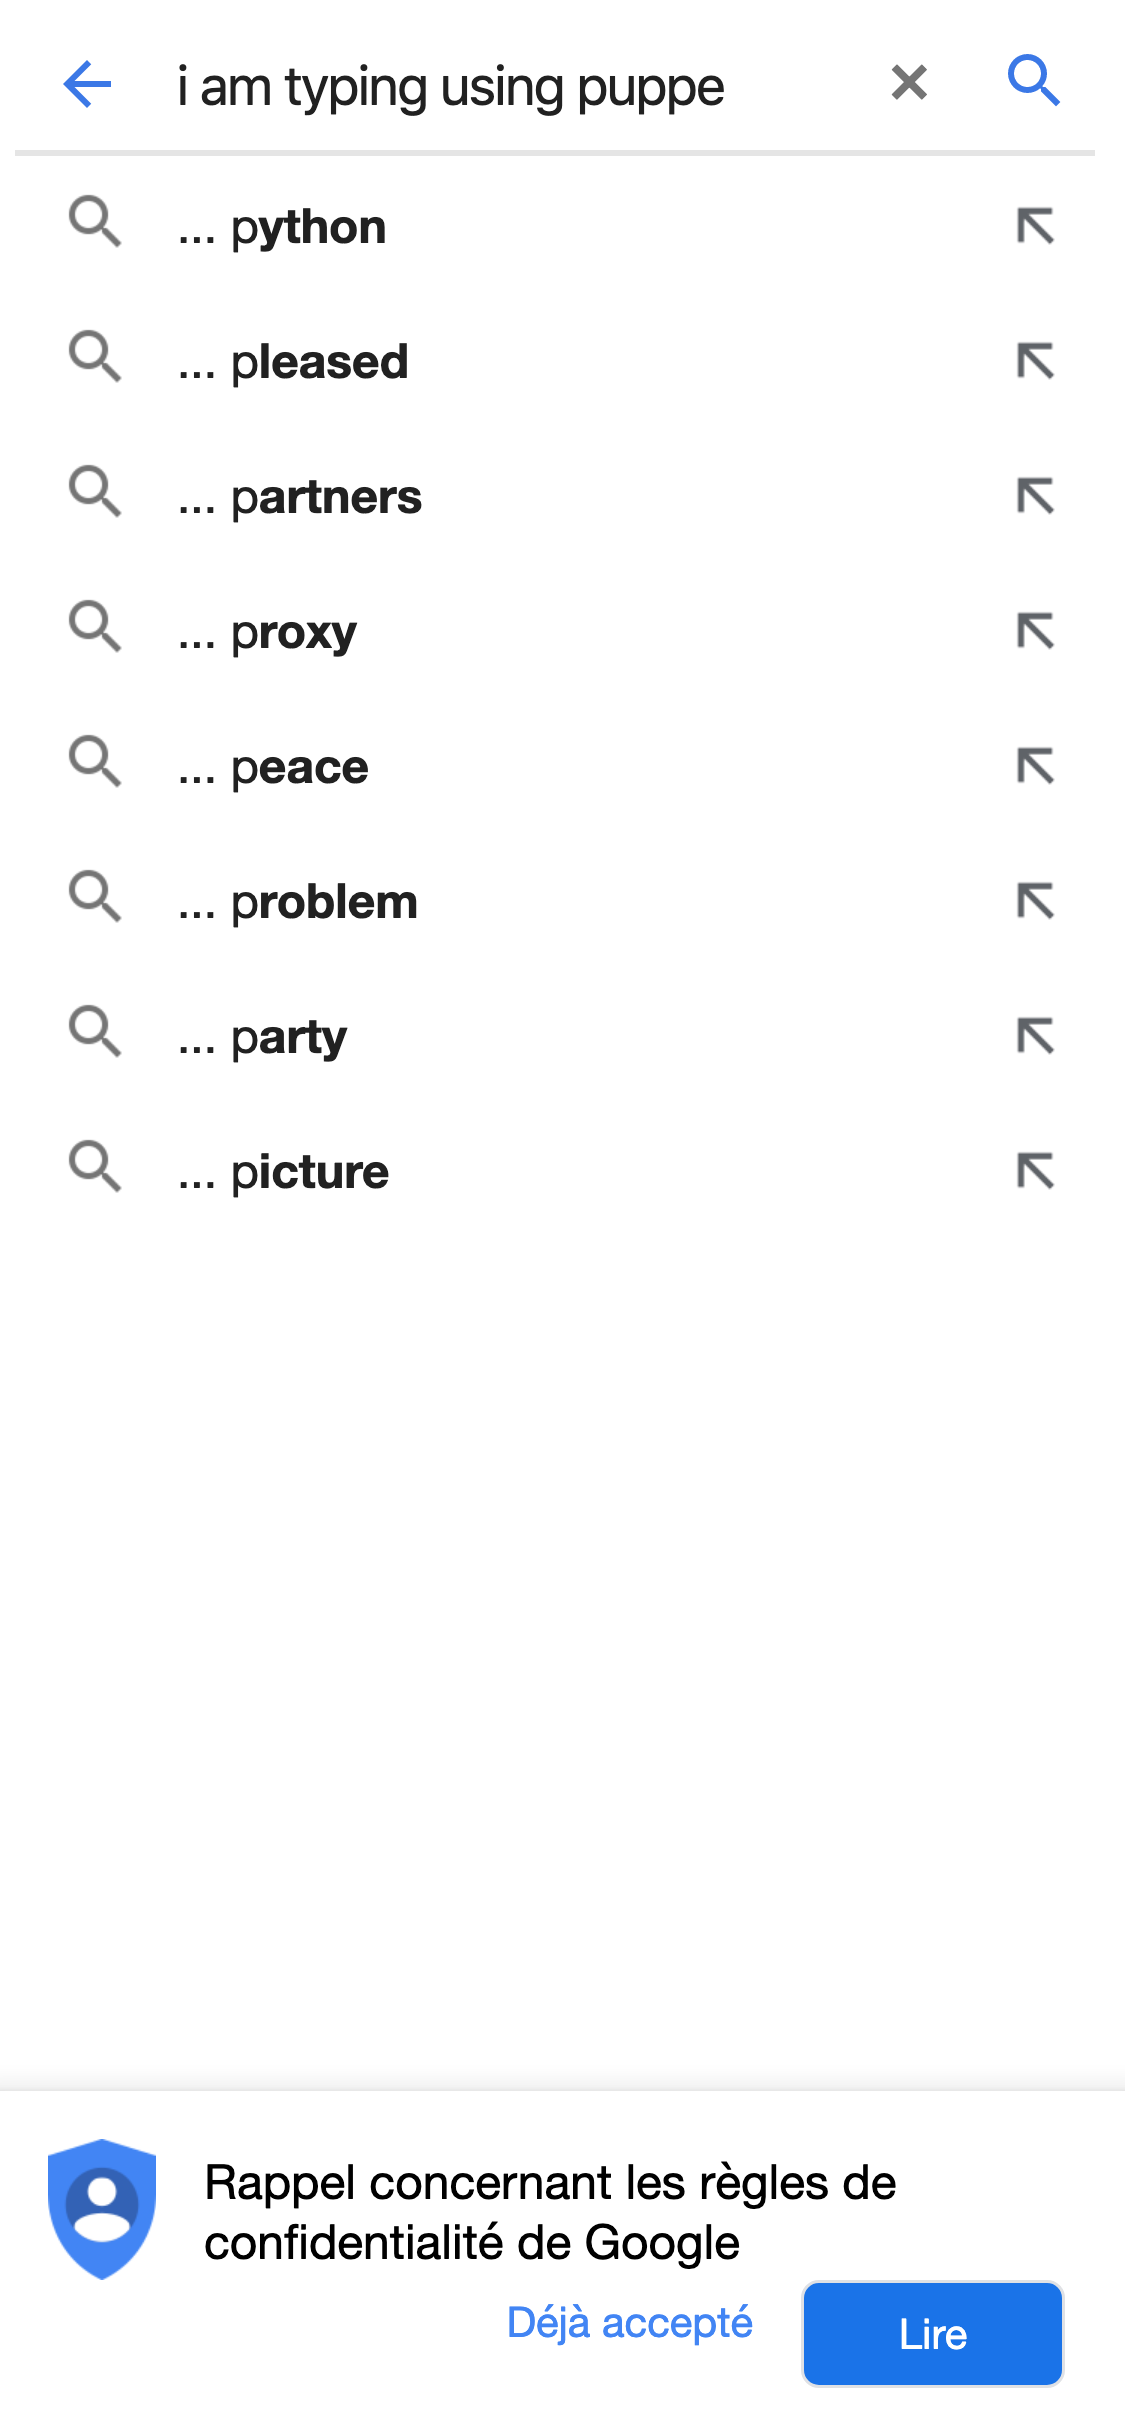 i am typing using puppe
... python
... pleased
... partners
... proxy
... peace
... problem
... party
... picture
Rappel concernant les règles de
confidentialité de Google
Déjà accepté
Lire